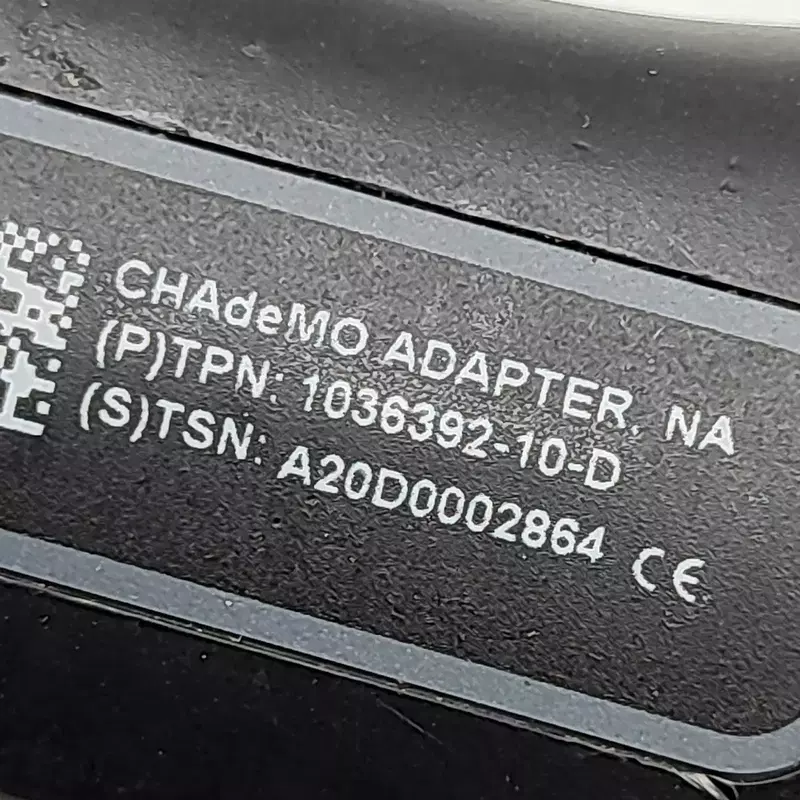 CHAdeMO ADAPTER, NA
(P)TPN: 1036392-10-D
(S)TSN: A20D0002864 CE